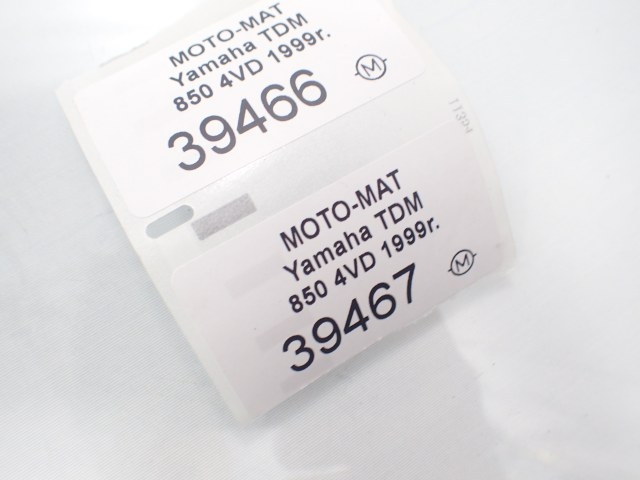 MOTO-MAT
Yamaha TDM
850 4VD 1999r.
39466
M
MOTO-MAT
Yamaha TDM
850 4VD 1999r.
39467
M